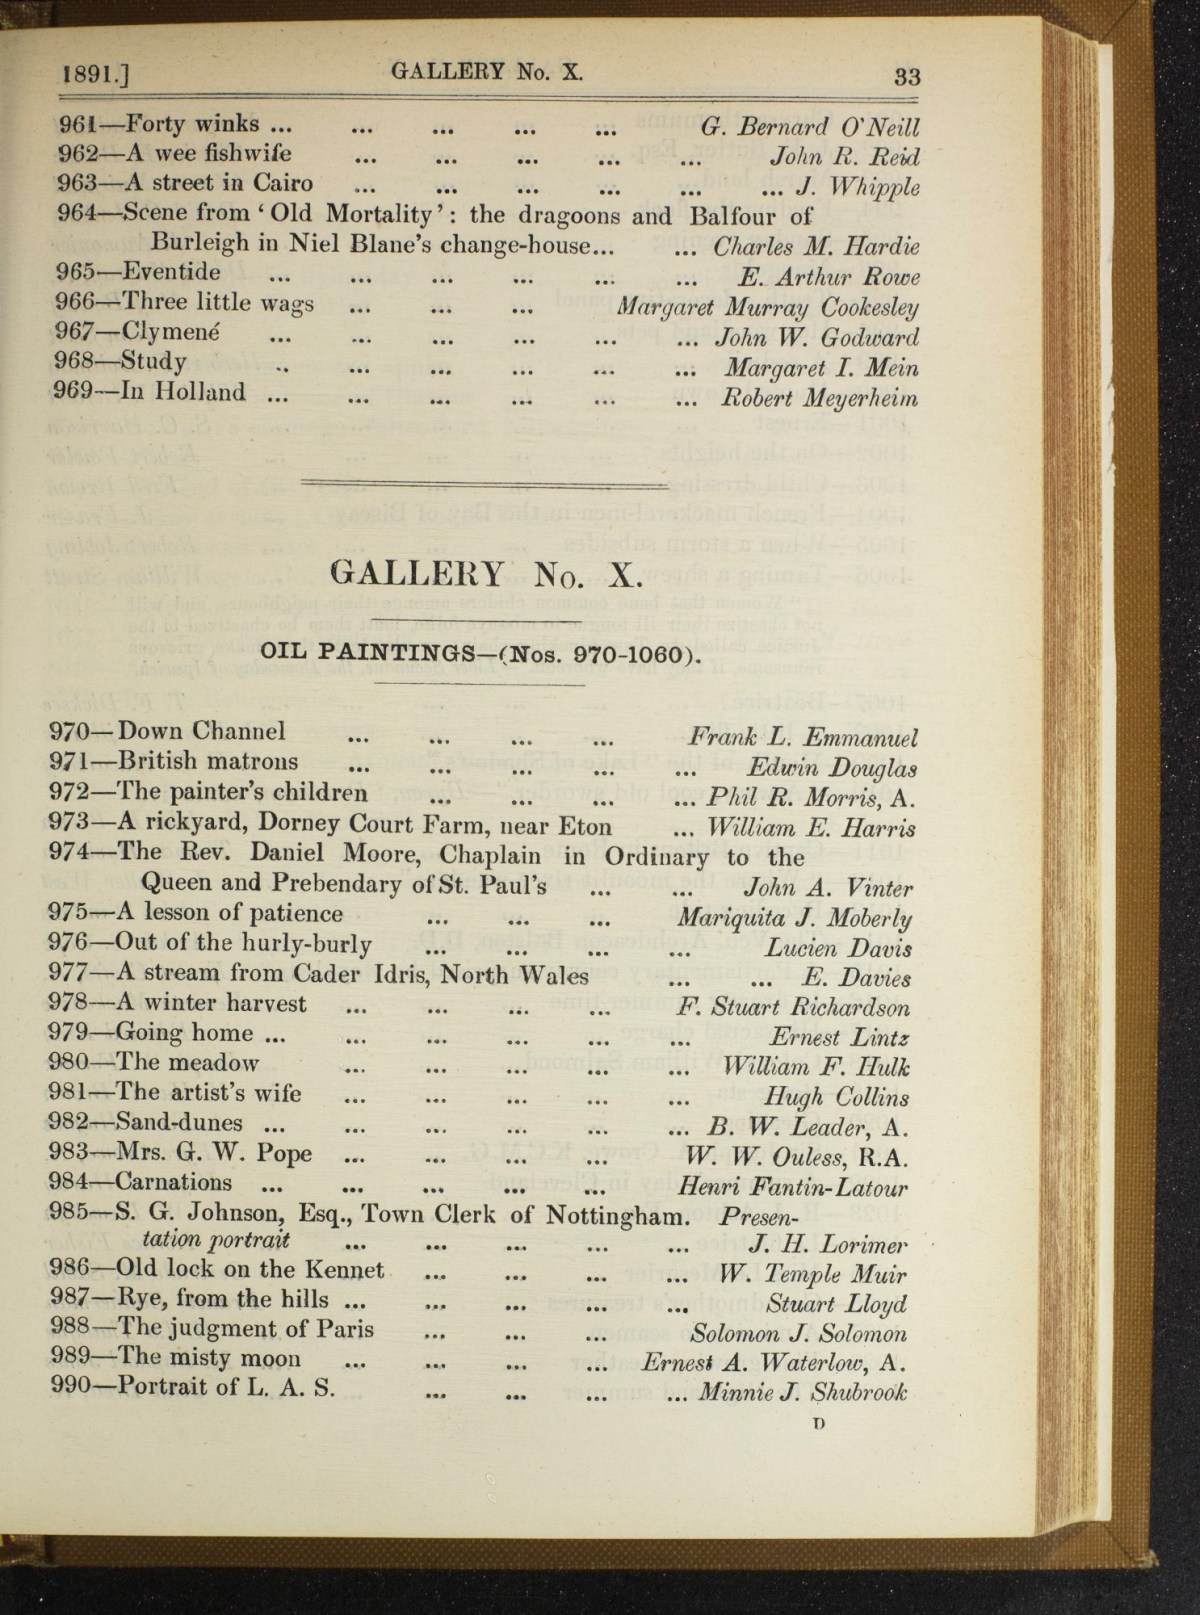 1891.] GALLERY No. X. 33
961—Forty winks ... ... ... ... ... G. Bernard O'Neill
962—A wee fishwife ... ... ... ... ... John R. Reid
963—A street in Cairo ... ... ... ... ... ... J. Whipple
964—Scene from ‘Old Mortality’: the dragoons and Balfour of
Burleigh in Niel Blane's change-house... ... Charles M. Hardie
965—Eventide ... ... ... ... ... ... E. Arthur Rowe
966—Three little wags ... ... ... Margaret Murray Cookesley
967—Clymené ... ... ... ... ... ... John W. Godward
968—Study .. ... ... ... ... ... Margaret I. Mein
969—In Holland ... ... ... ... ... ... Robert Meyerheim
GALLERY No. X.
OIL PAINTINGS—(Nos. 970-1060).
970—Down Channel ... ... ... ... Frank L. Emmanuel
971—British matrons ... ... ... ... ... Edwin Douglas
972—The painter's children ... ... ... ... Phil R. Morris, A.
973—A rickyard, Dorney Court Farm, near Eton ... William E. Harris
974—The Rev. Daniel Moore, Chaplain in Ordinary to the
Queen and Prebendary of St. Paul's ... ... John A. Vinter
975—A lesson of patience ... ... ... Mariquita J. Moberly
976—Out of the hurly-burly ... ... ... ... Lucien Davis
977—A stream from Cader Idris, North Wales ... ... E. Davies
978—A winter harvest ... ... ... ... F. Stuart Richardson
979—Going home ... ... ... ... ... ... Ernest Lintz
980—The meadow ... ... ... ... ... William F. Hulk
981—The artist's wife ... ... ... ... ... Hugh Collins
982—Sand-dunes ... ... ... ... ... ... B. W. Leader, A.
983—Mrs. G. W. Pope ... ... ... ... W. W. Ouless, R.A.
984—Carnations ... ... ... ... ... Henri Fantin-Latour
985—S. G. Johnson, Esq., Town Clerk of Nottingham. Presen-
tation portrait ... ... ... ... ... J. H. Lorimer
986—Old lock on the Kennet ... ... ... ... W. Temple Muir
987—Rye, from the hills ... ... ... ... ... Stuart Lloyd
988—The judgment of Paris ... ... ... Solomon J. Solomon
989—The misty moon ... ... ... ... Ernest A. Waterlow, A.
990—Portrait of L. A. S. ... ... ... ... Minnie J. Shubrook
D